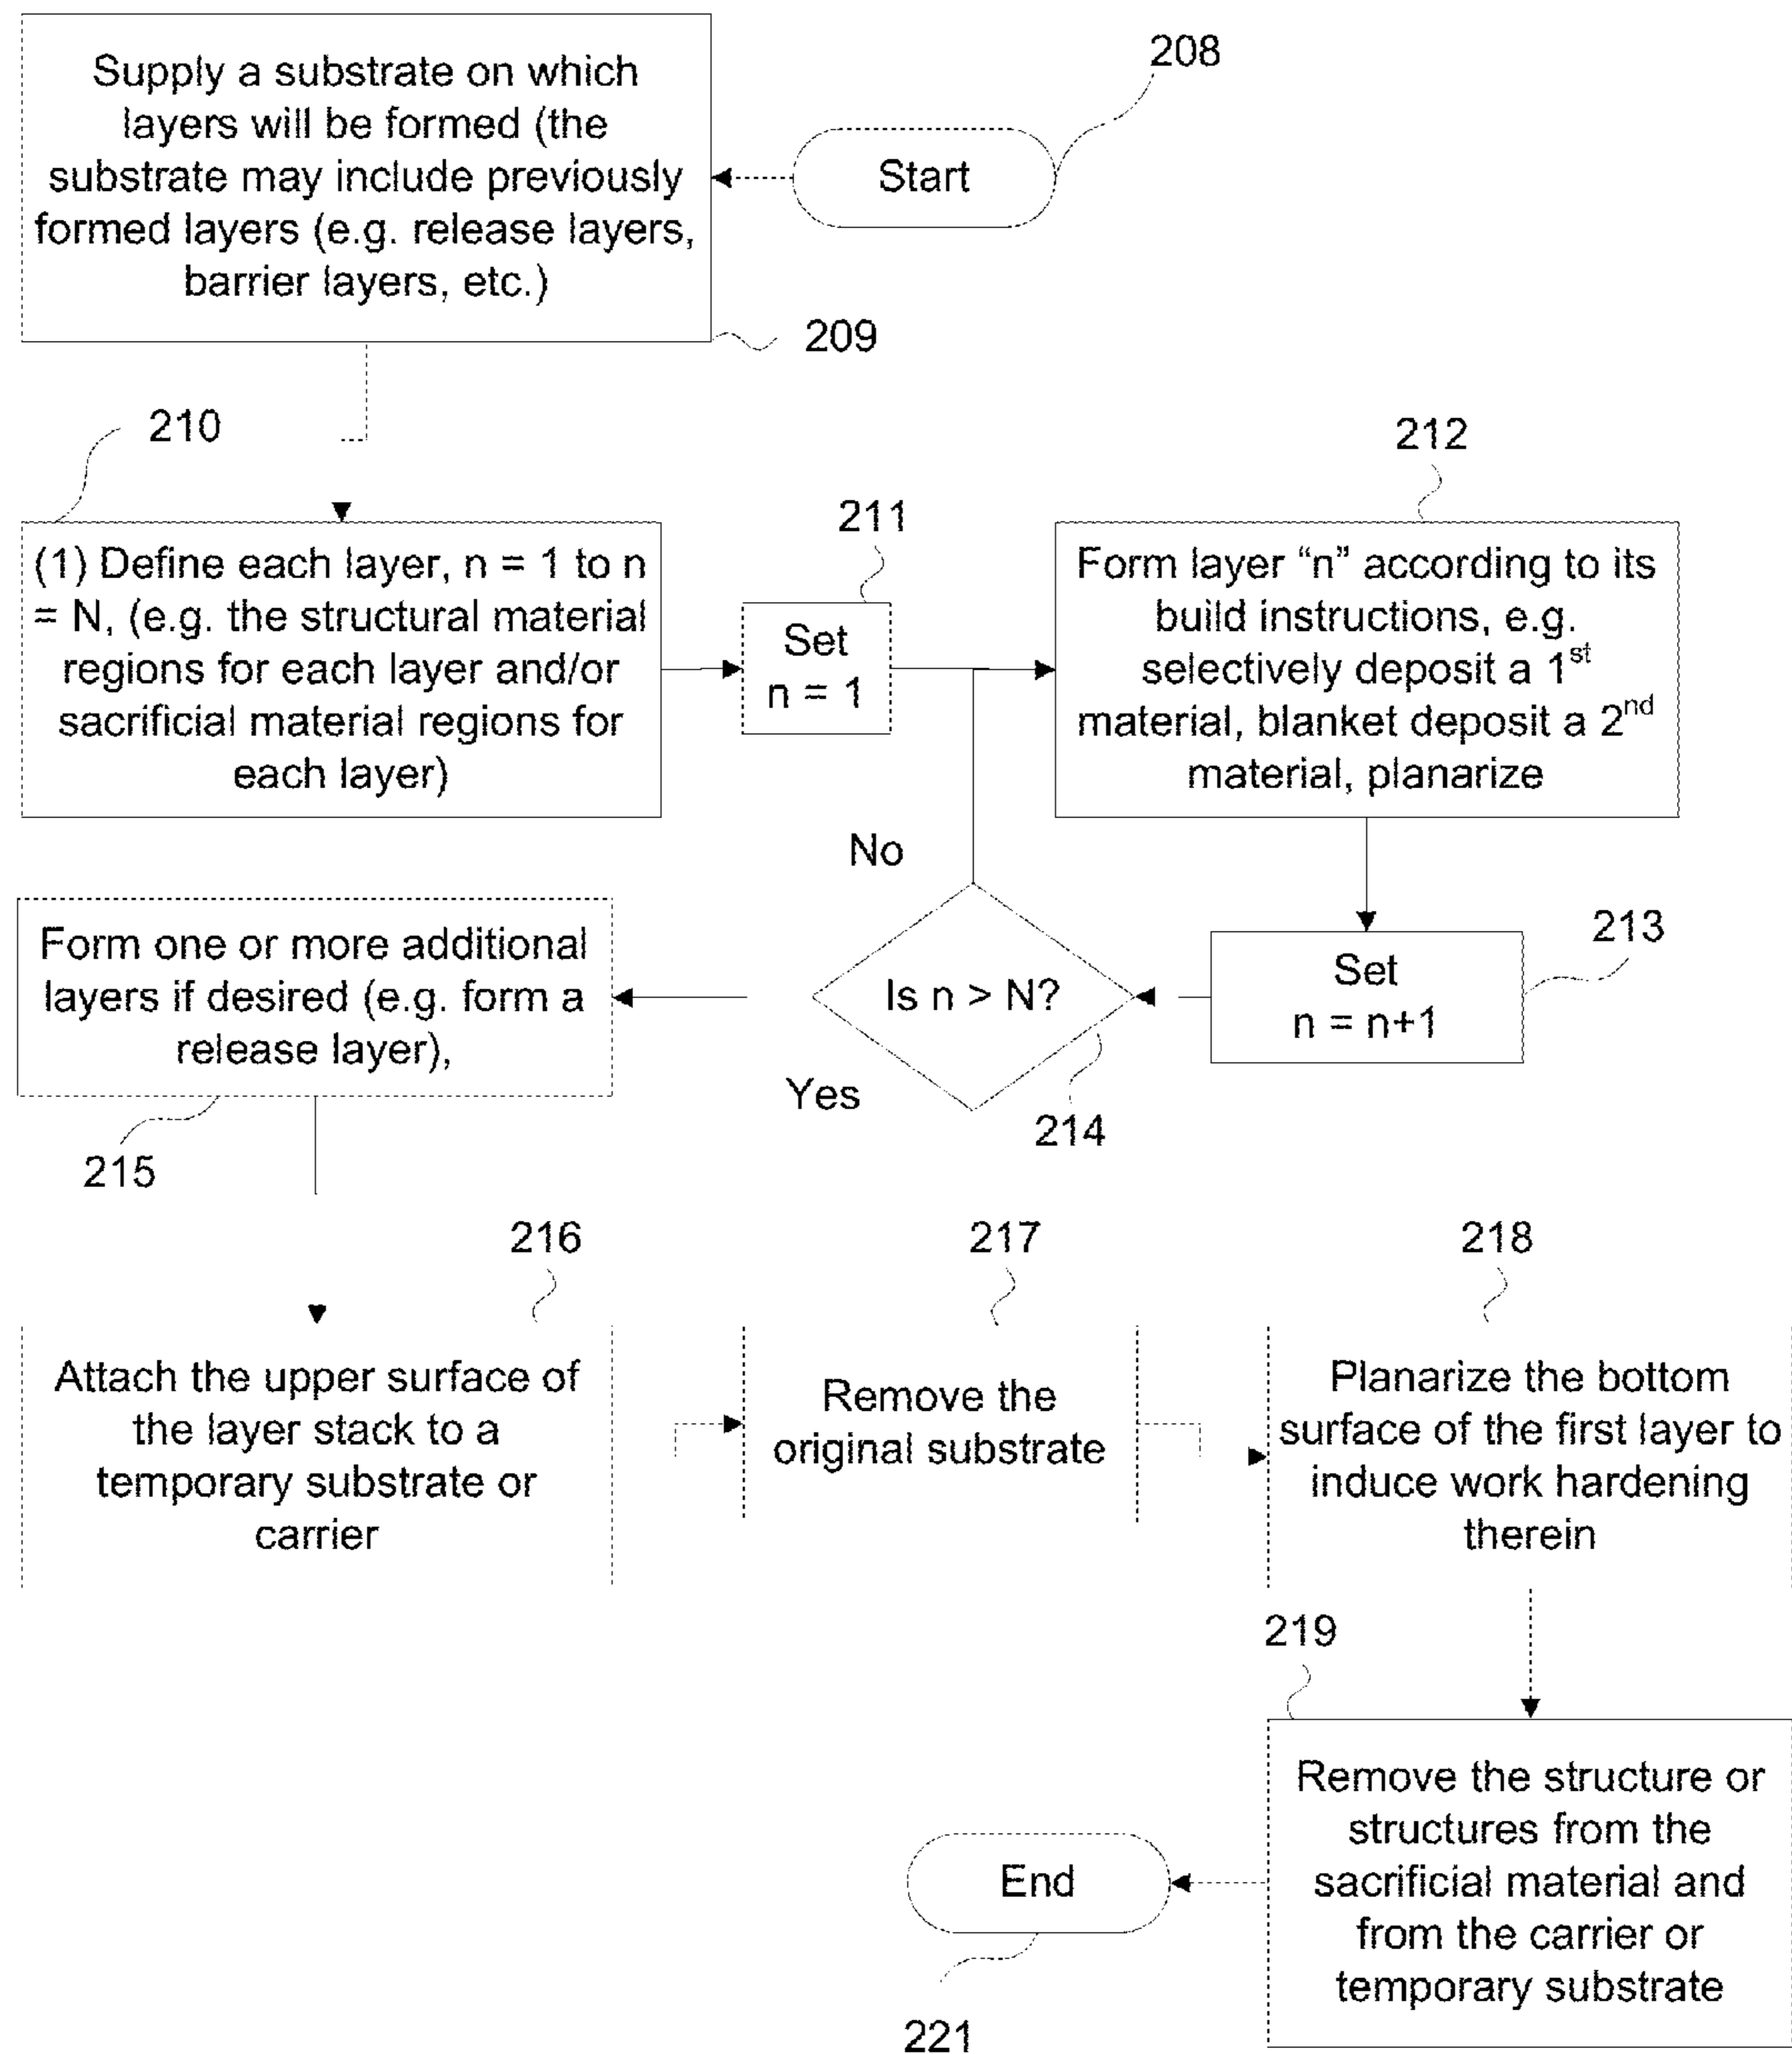 208
Start
Supply a substrate on which
layers will be formed (the
substrate may include previously
formed layers (e.g. release layers,
barrier layers, etc.)
209
210
(1) Define each layer, n = 1 to n
= N, (e.g. the structural material
regions for each layer and/or
sacrificial material regions for
each layer)
211
Set
n = 1
212
Form layer “n” according to its
build instructions, e.g.
selectively deposit a 1st
material, blanket deposit a 2nd
material, planarize
213
Set
n = n+1
No
Is n > N?
Yes
214
Form one or more additional
layers if desired (e.g. form a
release layer),
215
216
Attach the upper surface of
the layer stack to a
temporary substrate or
carrier
217
Remove the
original substrate
218
Planarize the bottom
surface of the first layer to
induce work hardening
therein
219
Remove the structure or
structures from the
sacrificial material and
from the carrier or
temporary substrate
End
221